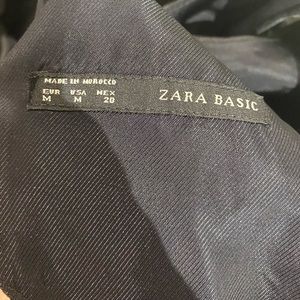 MADE IN MOROCCO
EUR USA MEX
M M 28
ZARA BASIC